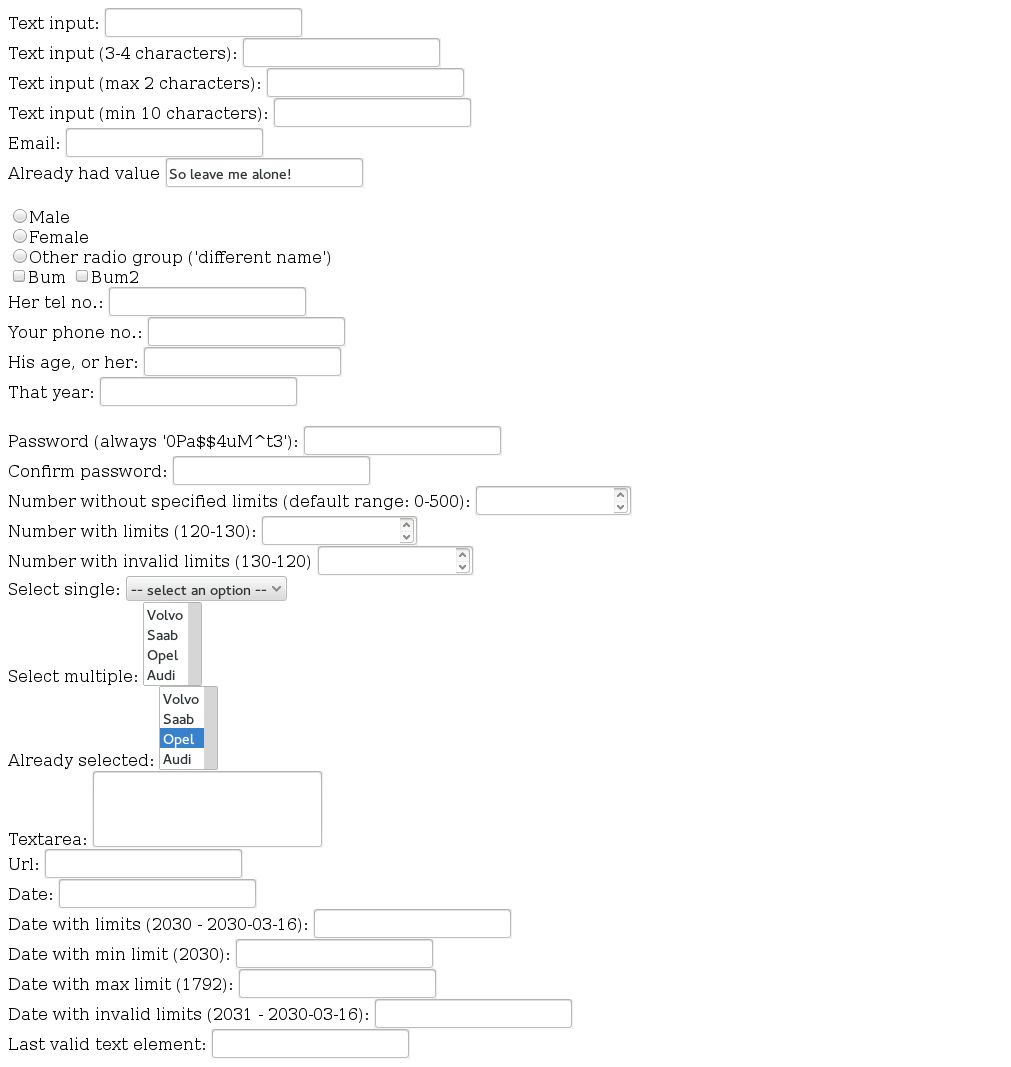 Text input:
Text input (3-4 characters):
Text input (max 2 characters):
Text input (min 10 characters):
Email:
Already had value So leave me alone!
Male
Female
Other radio group ('different name')
Bum Bum2
Her tel no.:
Your phone no.:
His age, or her:
That year:
Password (always '0Pa$$4uM^t3'):
Confirm password:
Number without specified limits (default range: 0-500):
Number with limits (120-130):
Number with invalid limits (130-120)
Select single: -- select an option --
Volvo
Saab
Opel
Select multiple: Audi
Volvo
Saab
Opel
Already selected: Audi
Textarea:
Url:
Date:
Date with limits (2030 - 2030-03-16):
Date with min limit (2030):
Date with max limit (1792):
Date with invalid limits (2031 - 2030-03-16):
Last valid text element: